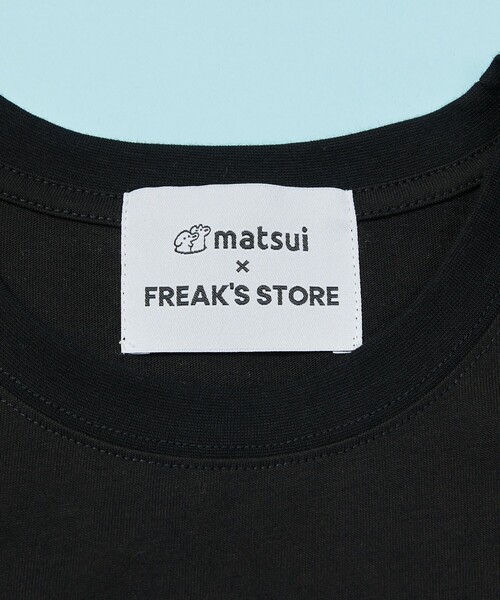 matsui
×
FREAK'S STORE